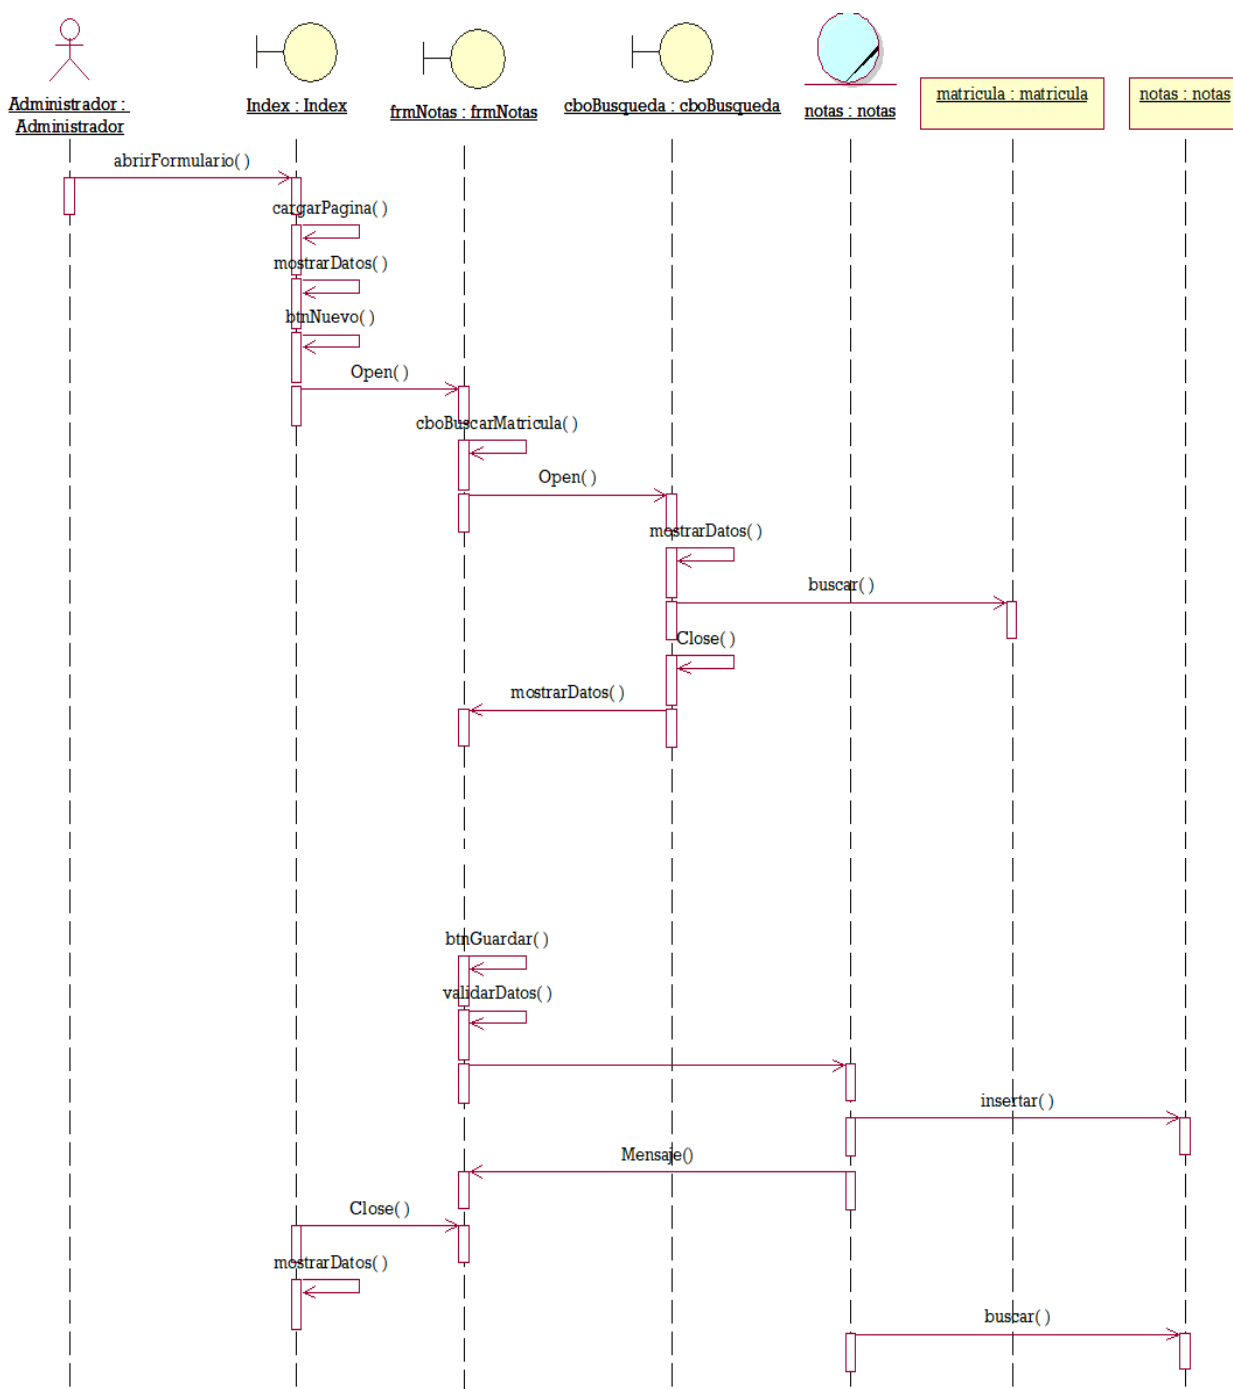 Administrador :
Administrador
Index : Index
frmNotas : frmNotas
cboBusqueda : cboBusqueda
notas : notas
matricula : matricula
notas : notas
abrirFormulario( )
cargarPagina( )
mostrarDatos( )
btnNuevo( )
Open( )
cboBuscarMatricula( )
Open( )
mostrarDatos( )
buscar( )
Close( )
mostrarDatos( )
btnGuardar( )
validarDatos( )
insertar( )
Mensaje()
Close( )
mostrarDatos( )
buscar( )